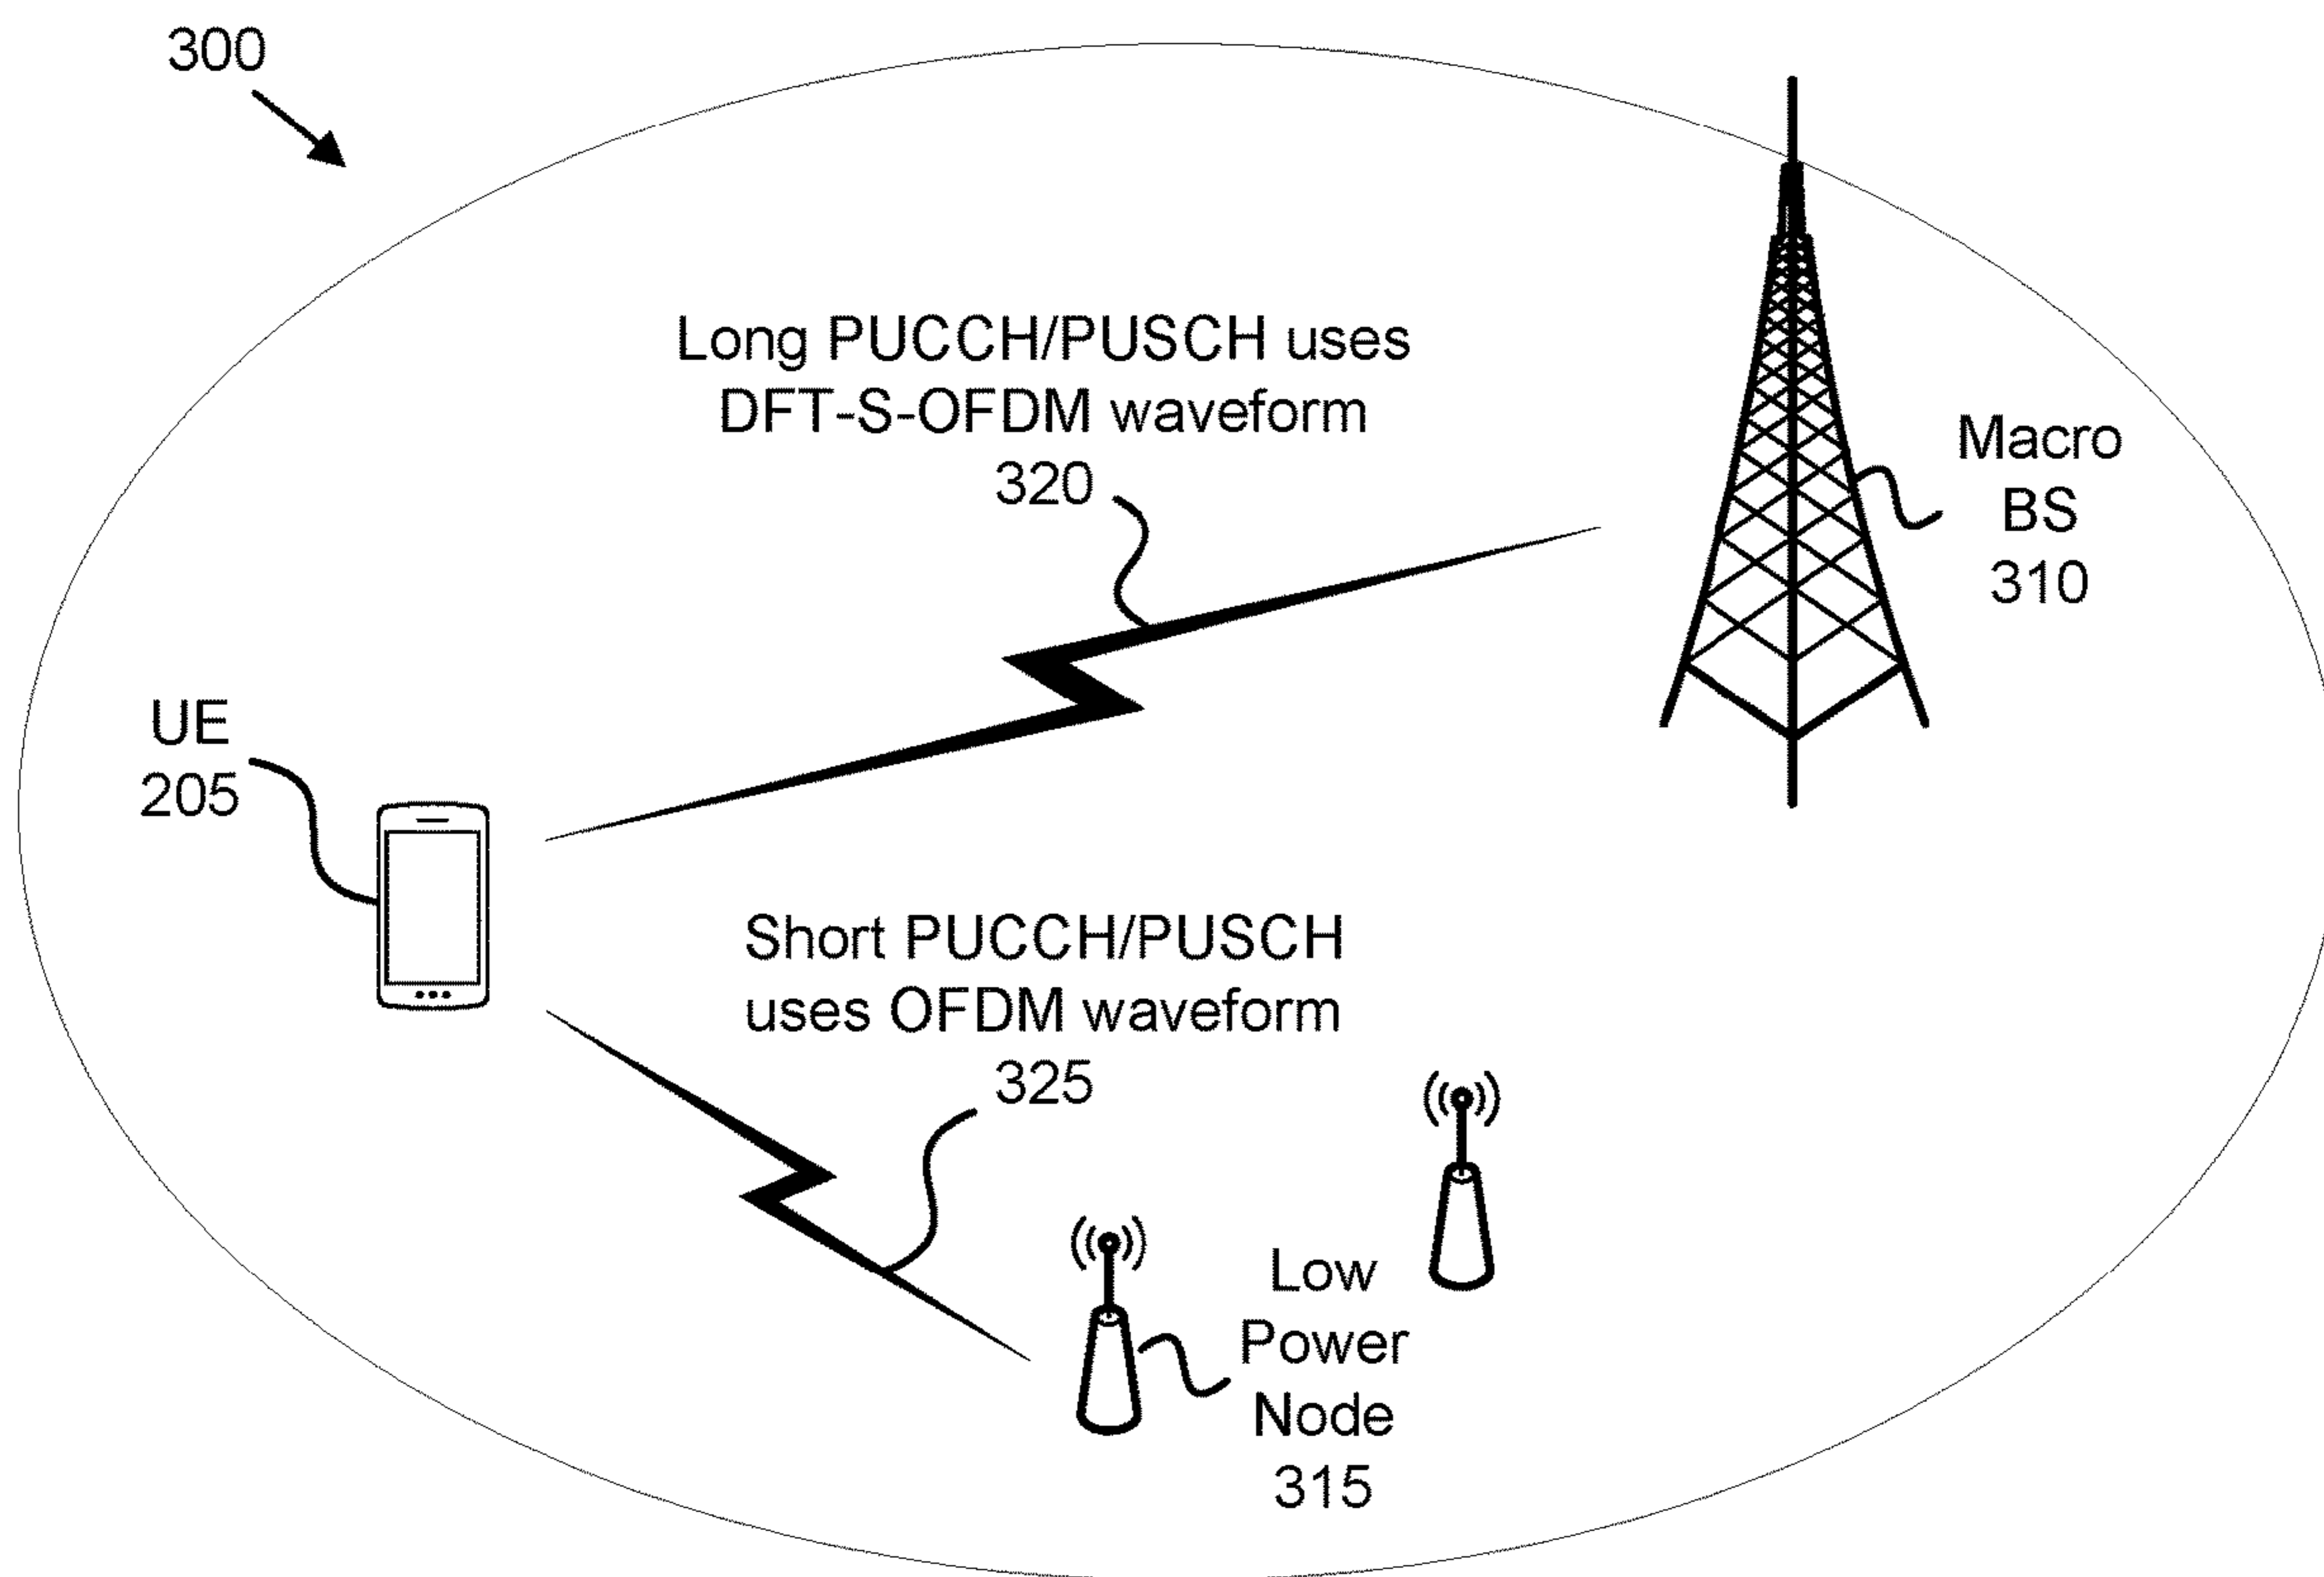 300
Long PUCCH/PUSCH uses
DFT-S-OFDM waveform
320
Macro
BS
310
UE
205
Short PUCCH/PUSCH
uses OFDM waveform
325
Low
Power
Node
315